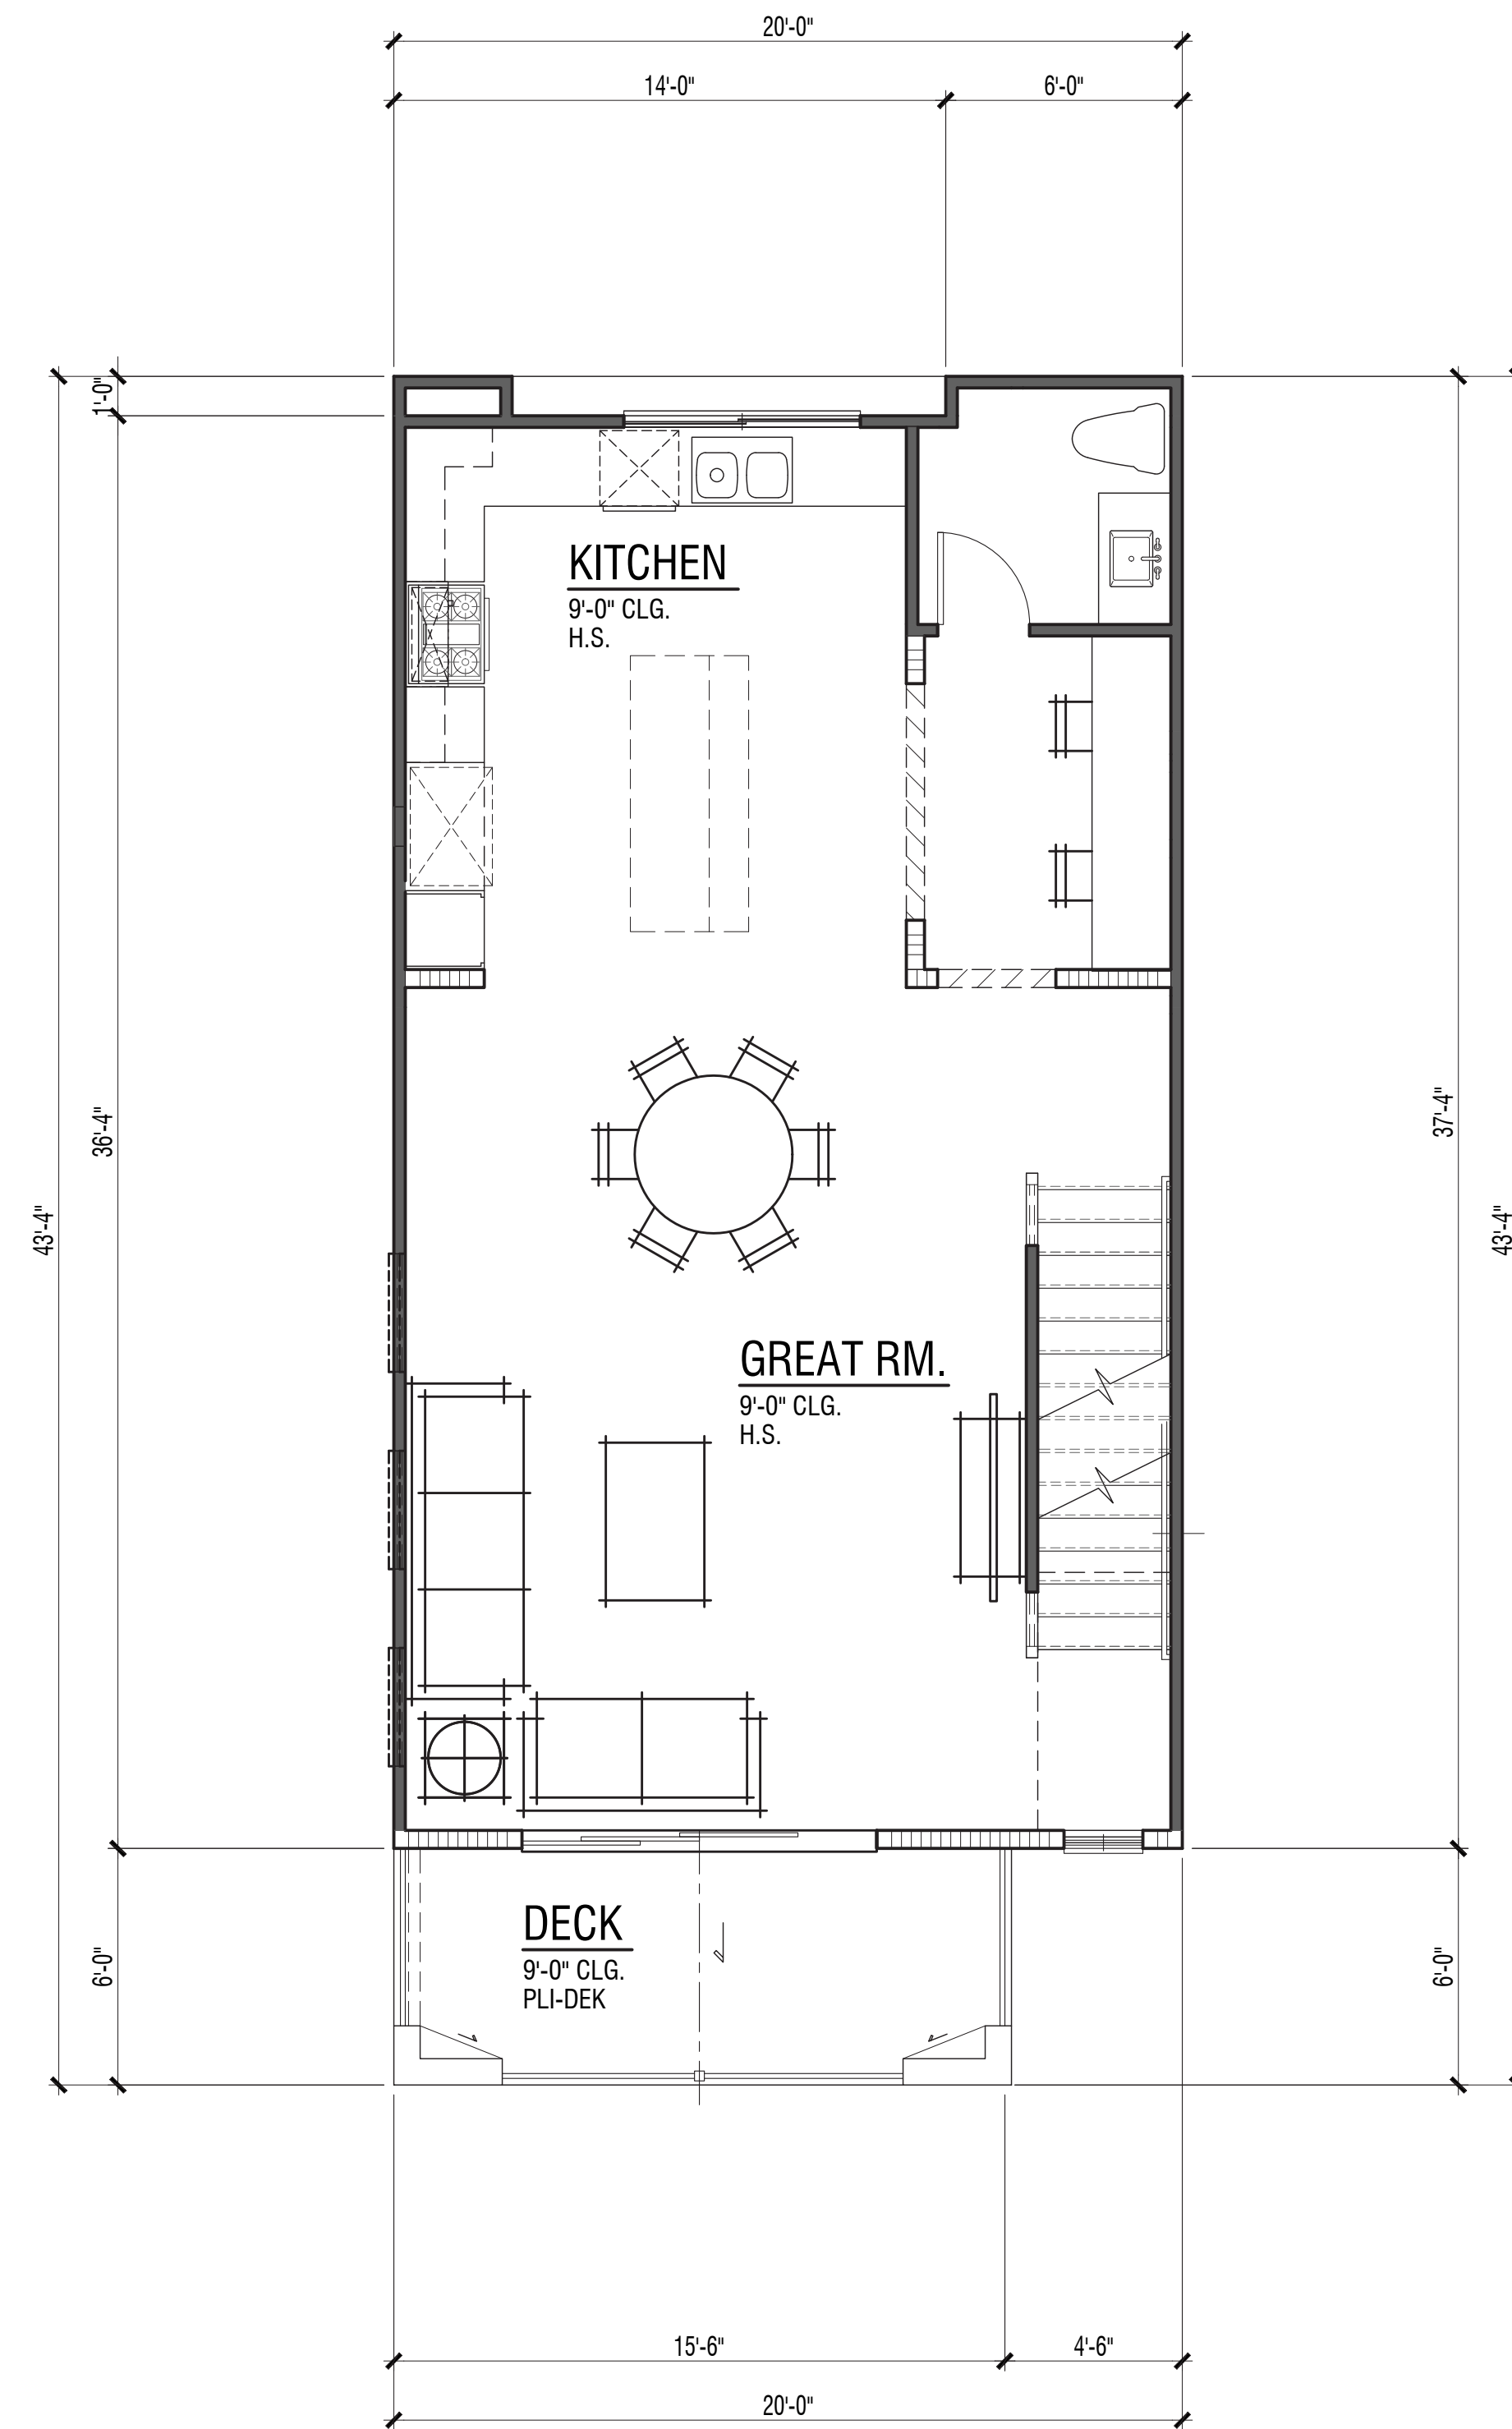 20'-0"
14'-0"
6'-0"
1'-0"
KITCHEN
9'-0" CLG.
H.S.
36'-4"
37'-4"
43'-4"
43'-4"
GREAT RM.
9'-0" CLG.
H.S.
DECK
9'-0" CLG.
PLI-DEK
6'-0"
6'-0"
15'-6"
4'-6"
20'-0"